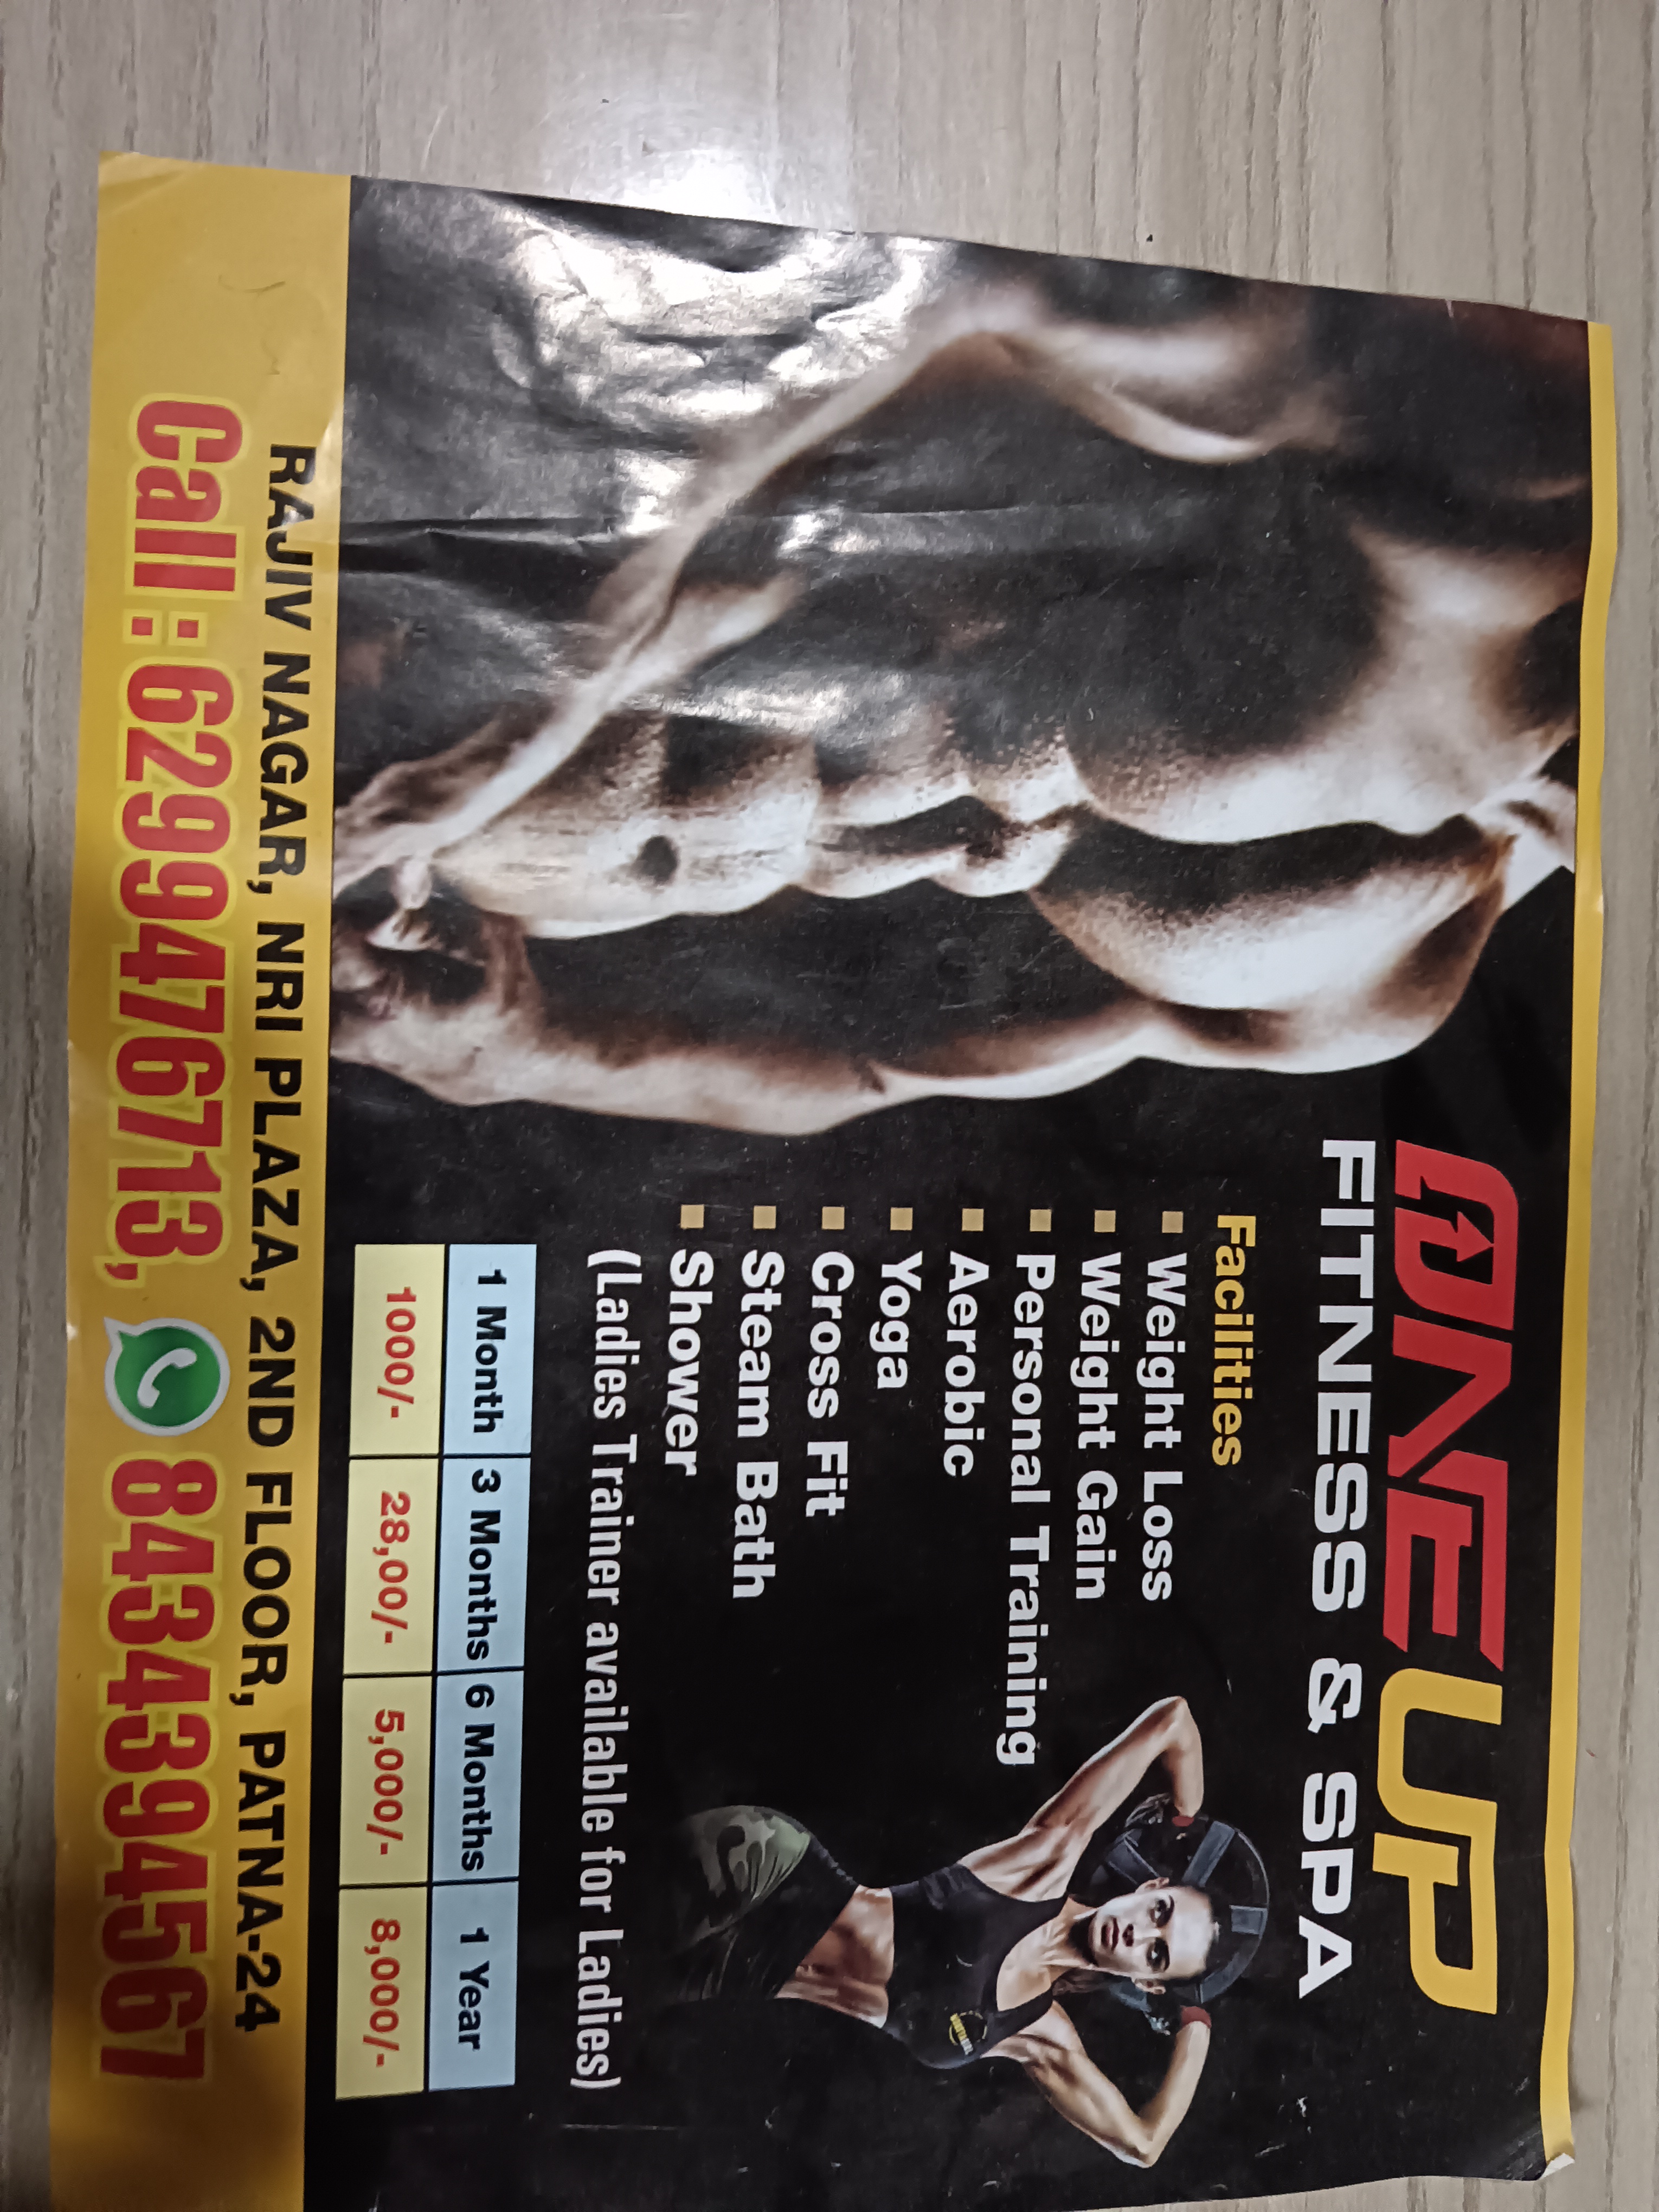 ONE UP
FITNESS & SPA
Facilities
Weight Loss
Weight Gain
Personal Training
Aerobic
Yoga
Cross Fit
Steam Bath
Shower
(Ladies Trainer available for Ladies)
1 Month 3 Months 6 Months 1 Year
1000/- 28,00/- 5,000/- 8,000/-
RAJIV NAGAR, NRI PLAZA, 2ND FLOOR, PATNA-24
Call : 6299476713, 8434394567